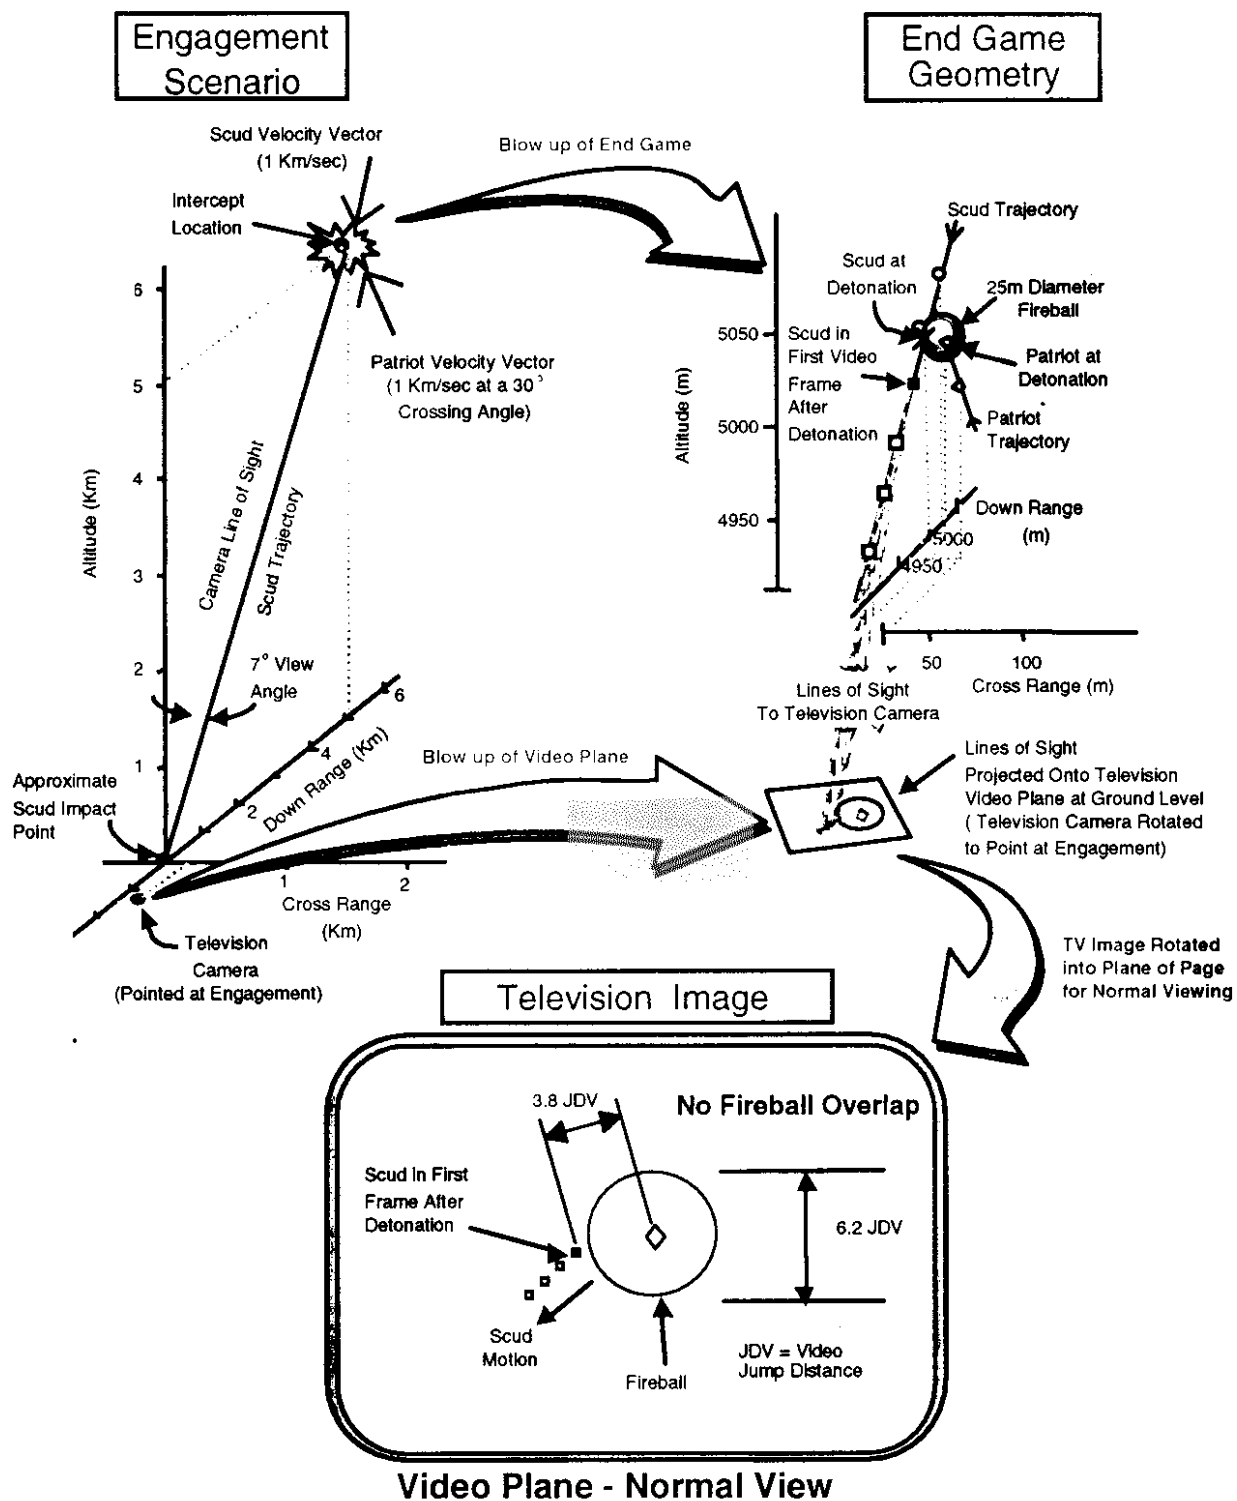 Engagement
Scenario
End Game
Geometry
Scud Velocity Vector
(1 Km/sec)
Blow up of End Game
Intercept
Location
6
5
4
3
2
1
Altitude (Km)
Patriot Velocity Vector
(1 Km/sec at a 30°
Crossing Angle)
Camera Line of Sight
Scud Trajectory
7° View
Angle
6
4
2
Down Range (Km)
Approximate
Scud Impact
Point
1
2
Cross Range
(Km)
Television
Camera
(Pointed at Engagement)
Blow up of Video Plane
Scud Trajectory
Scud at
Detonation
25m Diameter
Fireball
5050
5000
4950
Altitude (m)
Scud in
First Video
Frame
After
Detonation
Patriot at
Detonation
Patriot
Trajectory
Down Range
(m)
5000
4950
50
100
Cross Range (m)
Lines of Sight
To Television Camera
Lines of Sight
Projected Onto Television
Video Plane at Ground Level
( Television Camera Rotated
to Point at Engagement)
TV Image Rotated
into Plane of Page
for Normal Viewing
Television Image
3.8 JDV
No Fireball Overlap
Scud in First
Frame After
Detonation
6.2 JDV
Scud
Motion
Fireball
JDV = Video
Jump Distance
Video Plane - Normal View